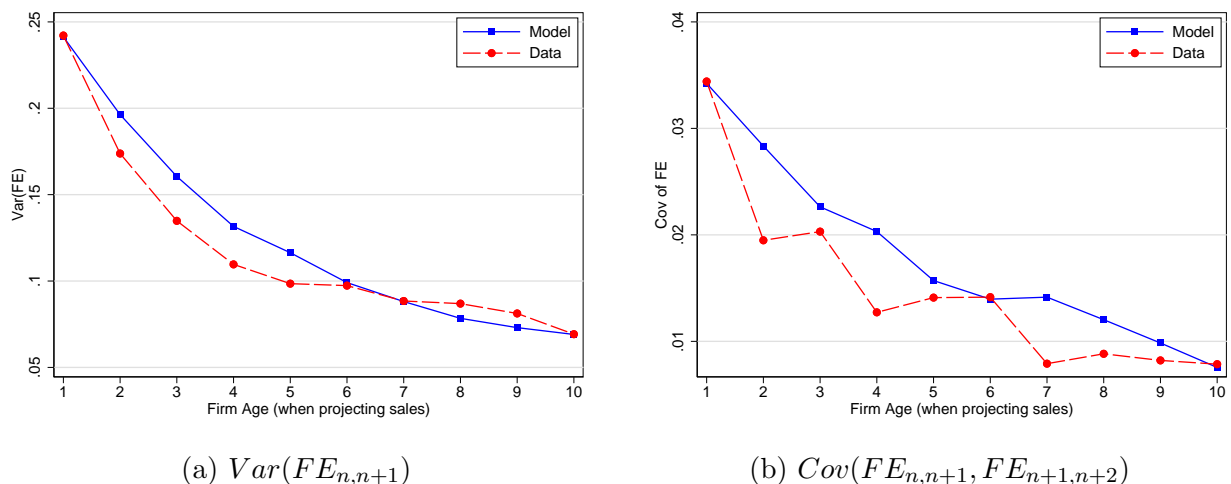 .25
.2
.15
.1
.05
Var(FE)
Model
Data
1 2 3 4 5 6 7 8 9 10
Firm Age (when projecting sales)
(a) Var(FE_{n,n+1})
.04
.03
.02
.01
Cov of FE
Model
Data
1 2 3 4 5 6 7 8 9 10
Firm Age (when projecting sales)
(b) Cov(FE_{n,n+1}, FE_{n+1,n+2})